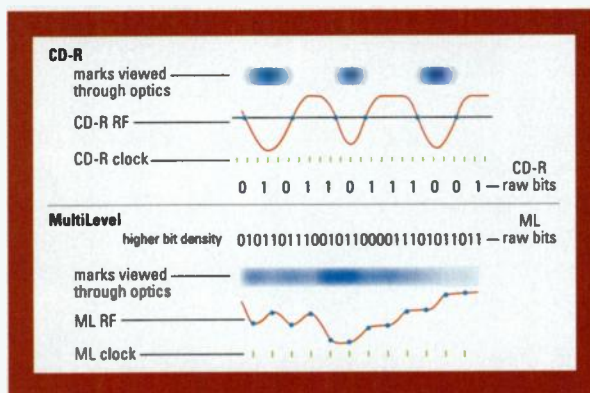 CD-R
marks viewed
through optics
CD-R RF
CD-R clock
CD-R
0 1 0 1 1 0 1 1 1 0 0 1 raw bits
MultiLevel
ML
higher bit density 0101101110010110000111010110​11 raw bits
marks viewed
through optics
ML RF
ML clock